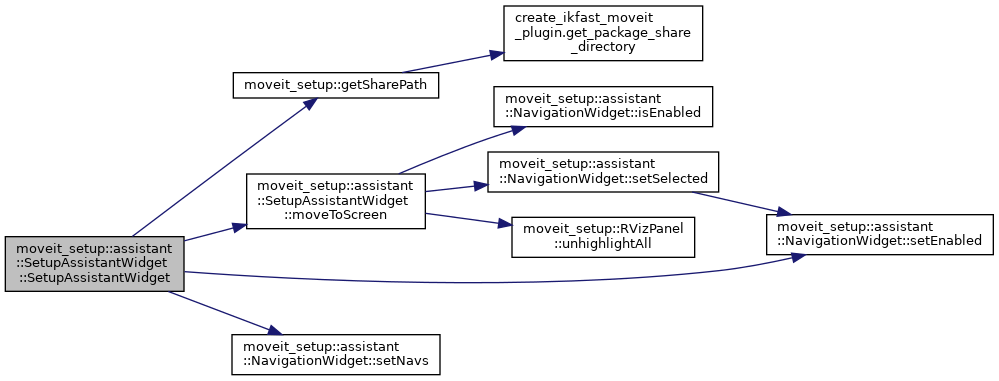 moveit_setup::assistant
::SetupAssistantWidget
::SetupAssistantWidget
moveit_setup::getSharePath
create_ikfast_moveit
_plugin.get_package_share
_directory
moveit_setup::assistant
::SetupAssistantWidget
::moveToScreen
moveit_setup::assistant
::NavigationWidget::isEnabled
moveit_setup::assistant
::NavigationWidget::setSelected
moveit_setup::RVizPanel
::unhighlightAll
moveit_setup::assistant
::NavigationWidget::setEnabled
moveit_setup::assistant
::NavigationWidget::setNavs